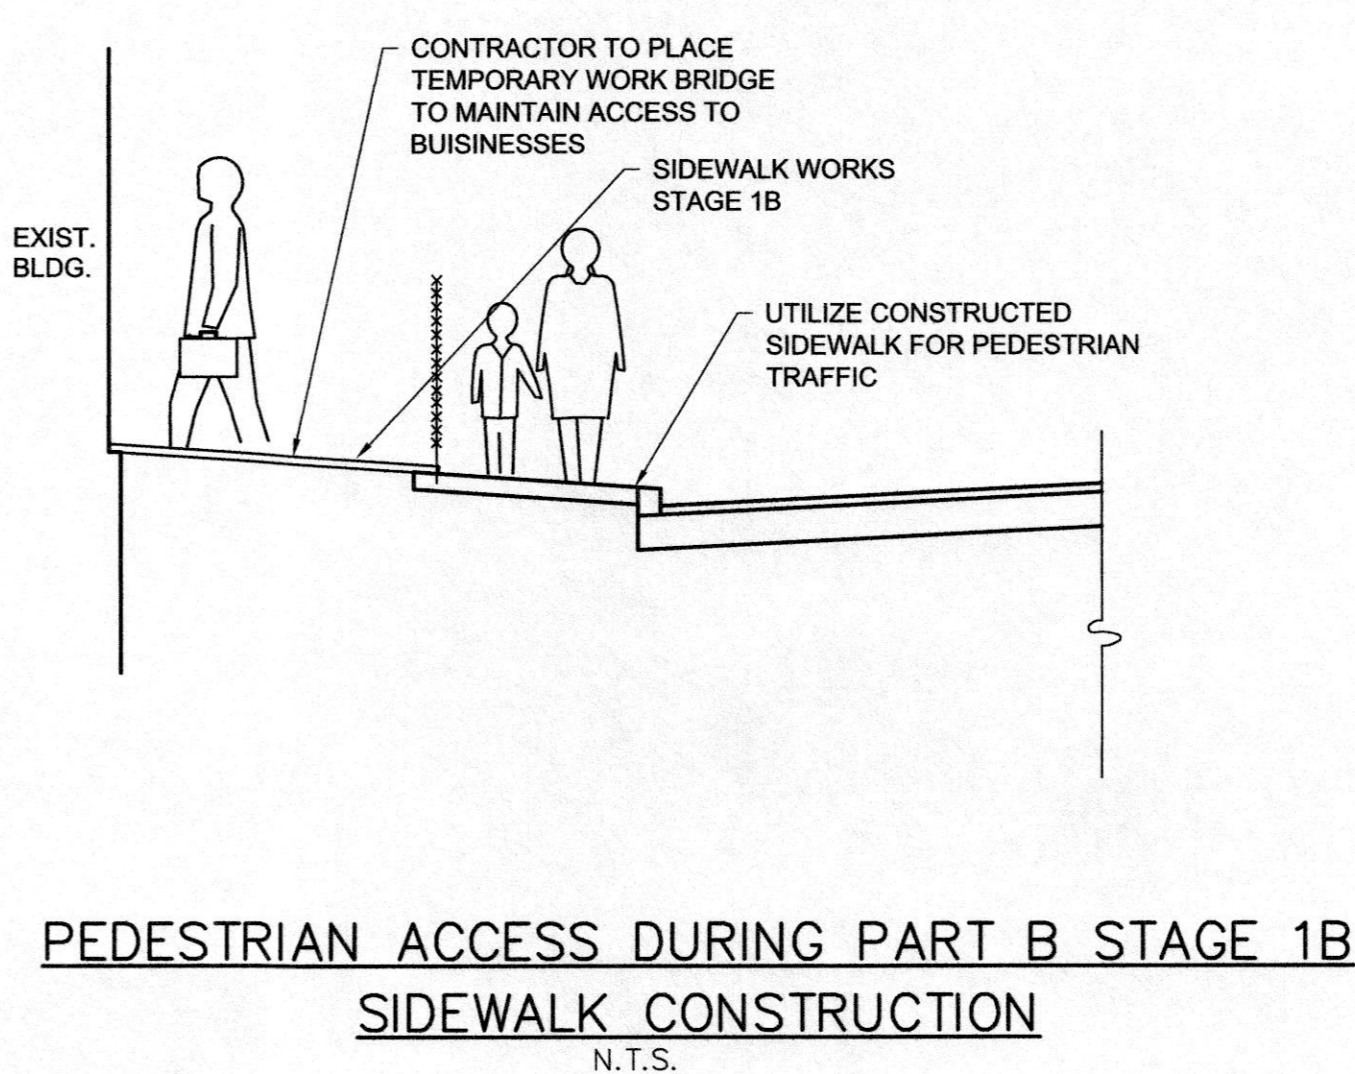 CONTRACTOR TO PLACE
TEMPORARY WORK BRIDGE
TO MAINTAIN ACCESS TO
BUISINESSES
SIDEWALK WORKS
STAGE 1B
EXIST.
BLDG.
UTILIZE CONSTRUCTED
SIDEWALK FOR PEDESTRIAN
TRAFFIC
PEDESTRIAN ACCESS DURING PART B STAGE 1B
SIDEWALK CONSTRUCTION
N.T.S.